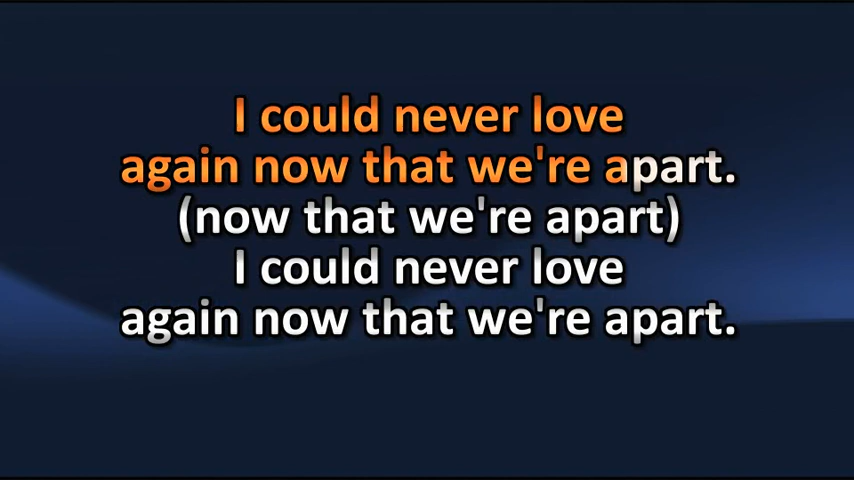 I could never love
again now that we're apart.
(now that we're apart)
I could never love
again now that we're apart.